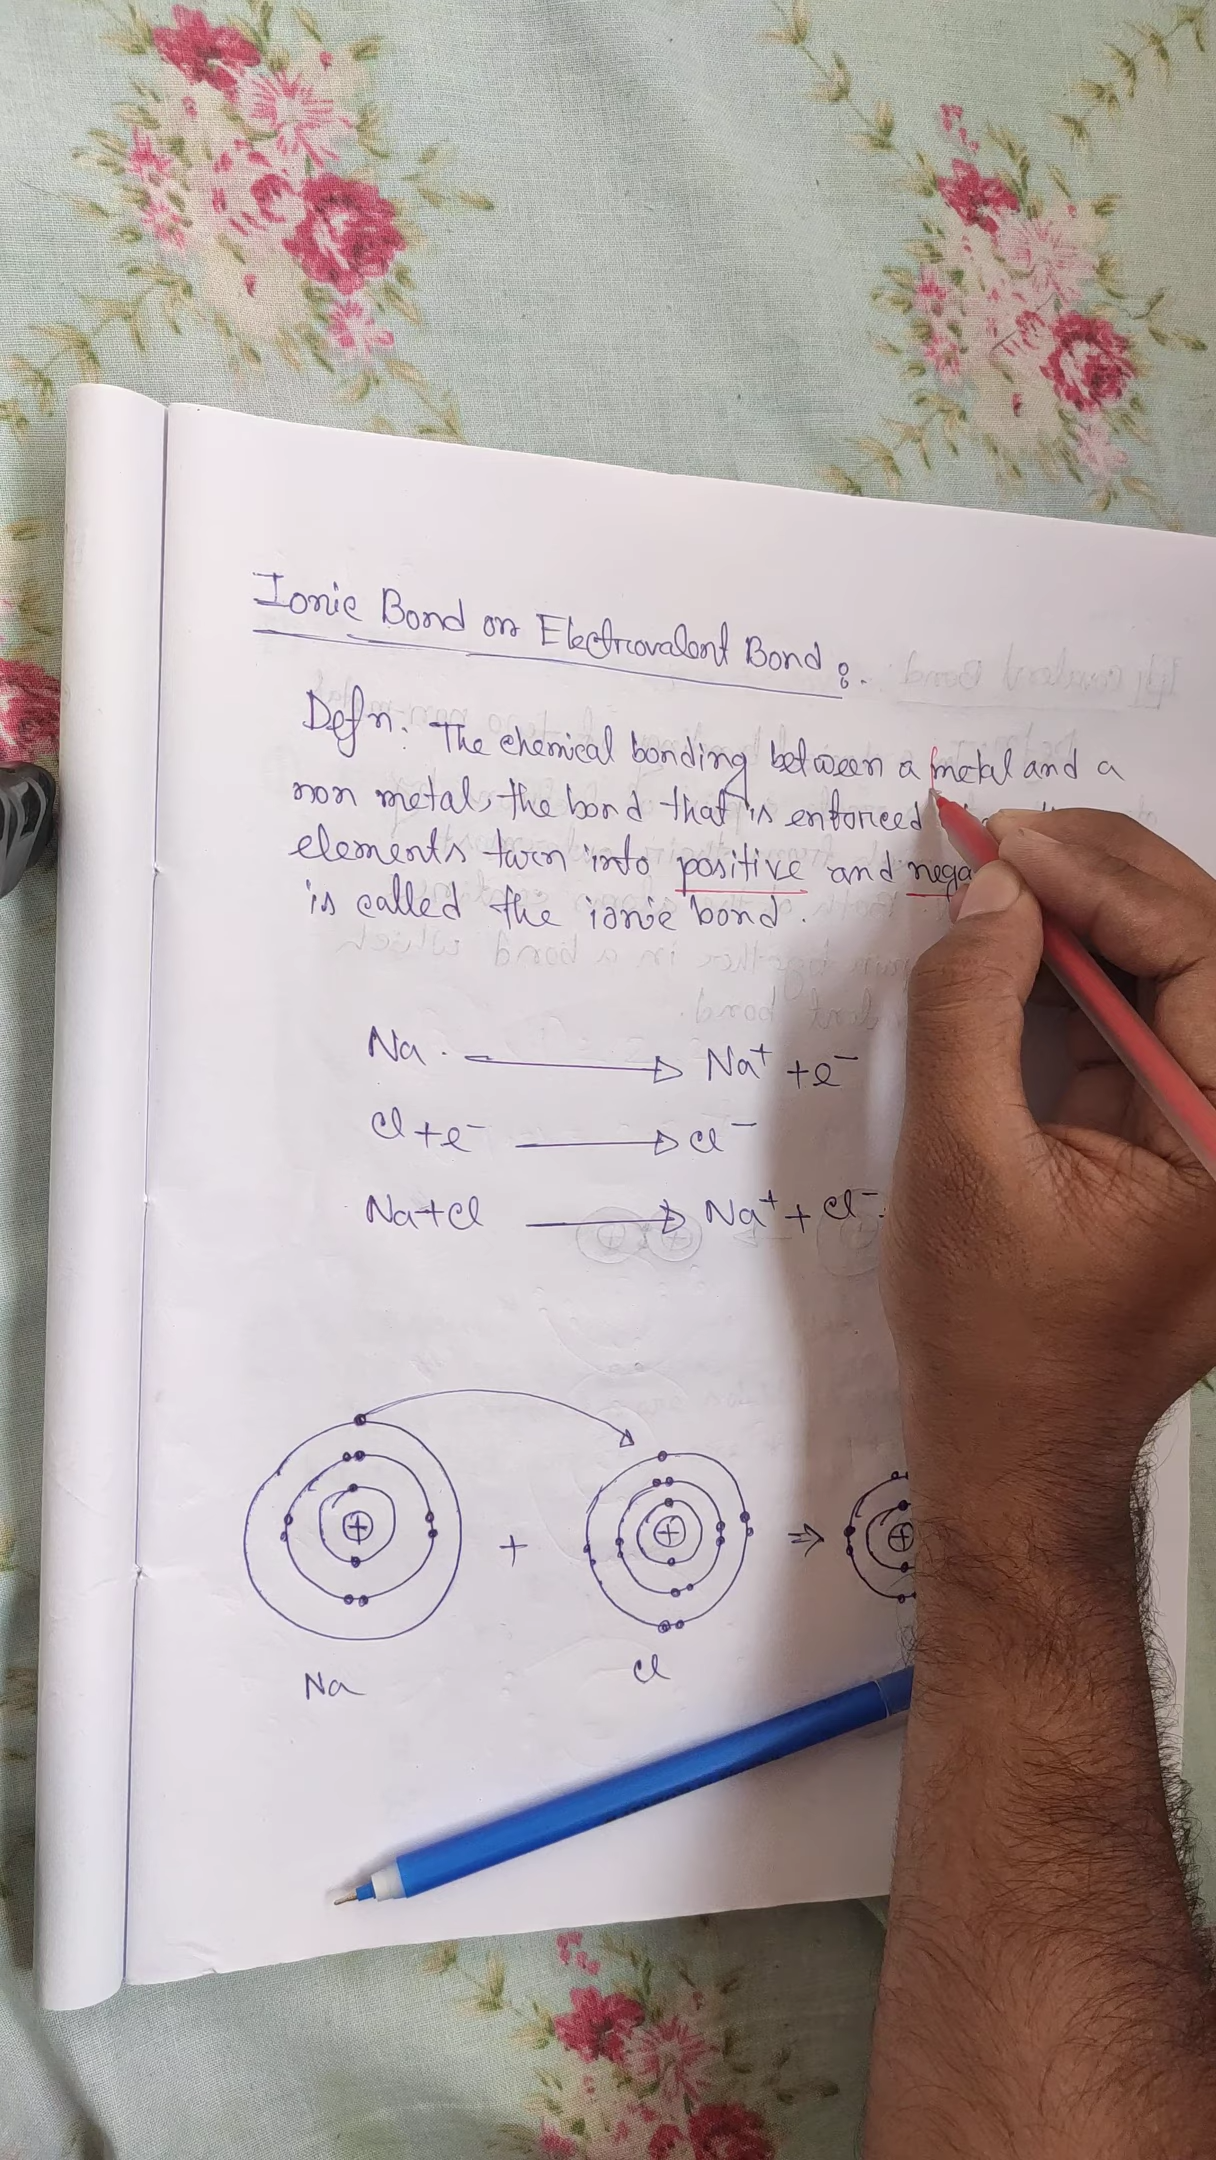 Ionic Bond or Electrovalent Bond :.
Defn: The chemical bonding between a metal and a
non metal, the bond that is enforced
elements turn into positive and nega
is called the ionic bond.
Na. → Na⁺ + e⁻
Cl + e⁻ → Cl⁻
Na + Cl → Na⁺ + Cl⁻.
+ + + ⇒ +
Na Cl